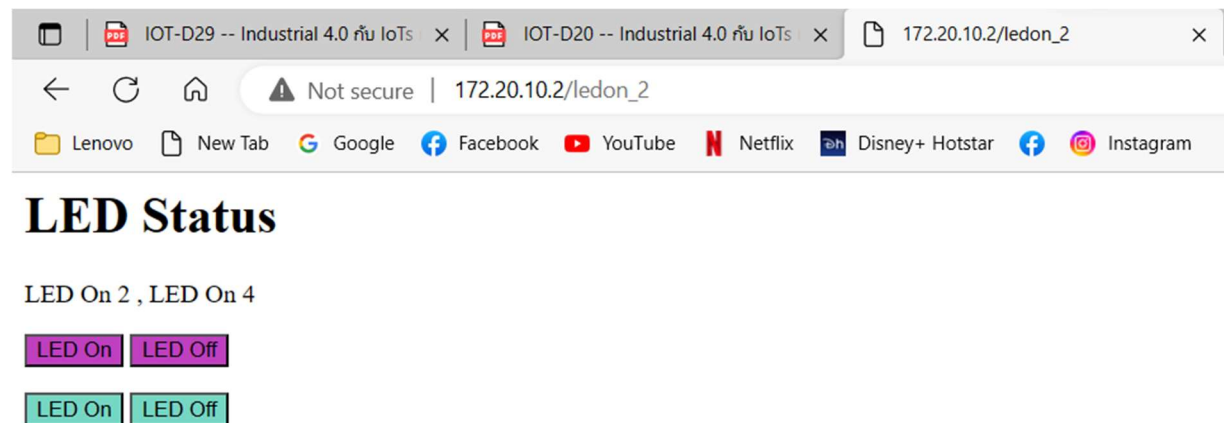 IOT-D29 -- Industrial 4.0 กับ IoTs
IOT-D20 -- Industrial 4.0 กับ IoTs
172.20.10.2/ledon_2
Not secure | 172.20.10.2/ledon_2
Lenovo New Tab Google Facebook YouTube Netflix Disney+ Hotstar Instagram
LED Status
LED On 2 , LED On 4
LED On LED Off
LED On LED Off